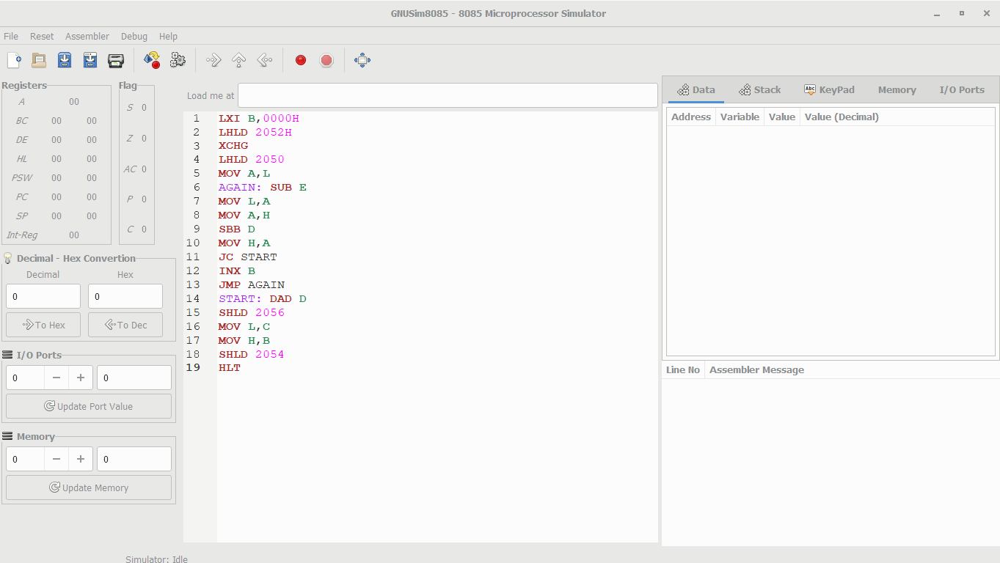 GNUSim8085 - 8085 Microprocessor Simulator
File Reset Assembler Debug Help
Registers
A 00
BC 00 00
DE 00 00
HL 00 00
PSW 00 00
PC 00 00
SP 00 00
Int-Reg 00
Flag
S 0
Z 0
AC 0
P 0
C 0
Decimal - Hex Convertion
Decimal Hex
0 0
To Hex To Dec
I/O Ports
0 0
Update Port Value
Memory
0 0
Update Memory
Load me at
1 LXI B,0000H
2 LHLD 2052H
3 XCHG
4 LHLD 2050
5 MOV A,L
6 AGAIN: SUB E
7 MOV L,A
8 MOV A,H
9 SBB D
10 MOV H,A
11 JC START
12 INX B
13 JMP AGAIN
14 START: DAD D
15 SHLD 2056
16 MOV L,C
17 MOV H,B
18 SHLD 2054
19 HLT
Data Stack Abc KeyPad Memory I/O Ports
Address Variable Value Value (Decimal)
Line No Assembler Message
Simulator: Idle